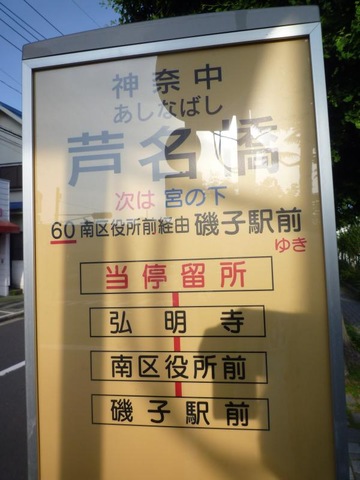 神奈中
あしなばし
芦名橋
次は 宮の下
60 南区役所前経由 磯子駅前
ゆき
当停留所
弘明寺
南区役所前
磯子駅前